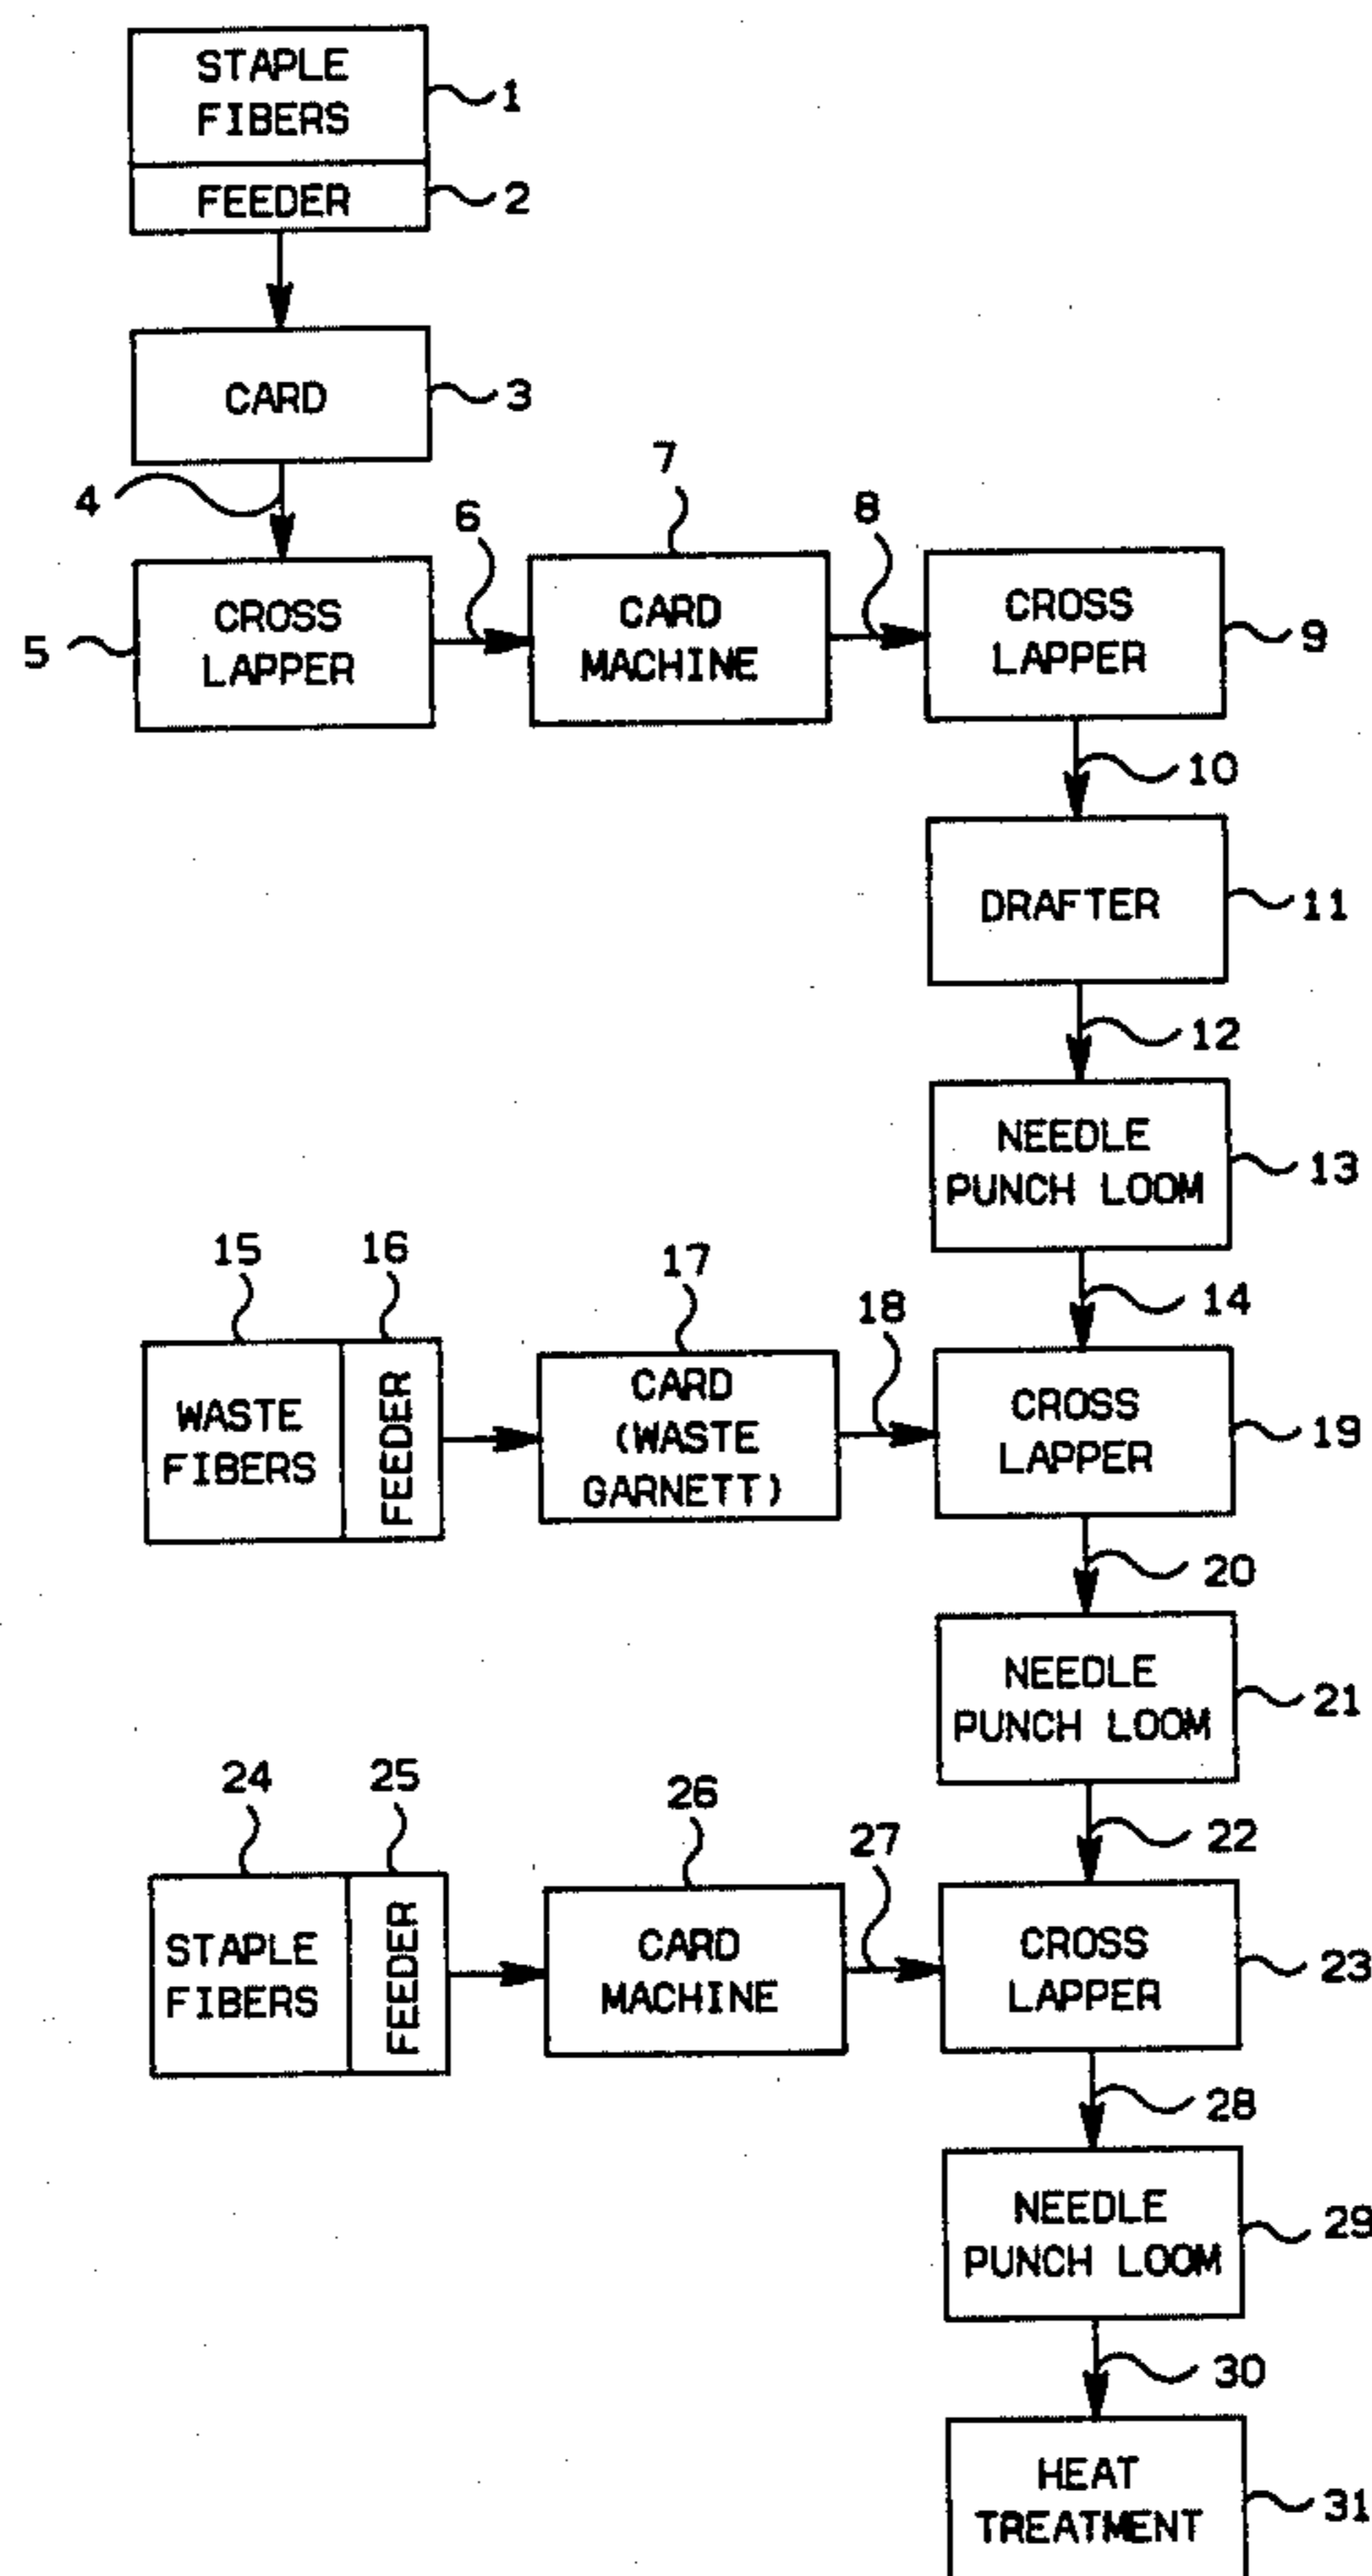 STAPLE
FIBERS
1
FEEDER
2
CARD
3
4
5
CROSS
LAPPER
6
7
CARD
MACHINE
8
CROSS
LAPPER
9
10
DRAFTER
11
12
NEEDLE
PUNCH LOOM
13
14
15
16
17
18
WASTE
FIBERS
FEEDER
CARD
(WASTE
GARNETT)
CROSS
LAPPER
19
20
NEEDLE
PUNCH LOOM
21
22
24
25
26
27
STAPLE
FIBERS
FEEDER
CARD
MACHINE
CROSS
LAPPER
23
28
NEEDLE
PUNCH LOOM
29
30
HEAT
TREATMENT
31